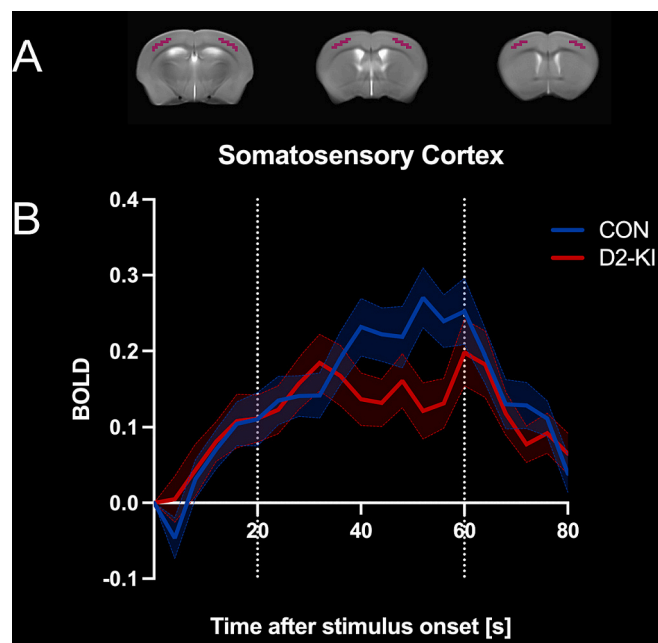 A
Somatosensory Cortex
B
CON
D2-KI
BOLD
0.4
0.3
0.2
0.1
0.0
-0.1
20
40
60
80
Time after stimulus onset [s]